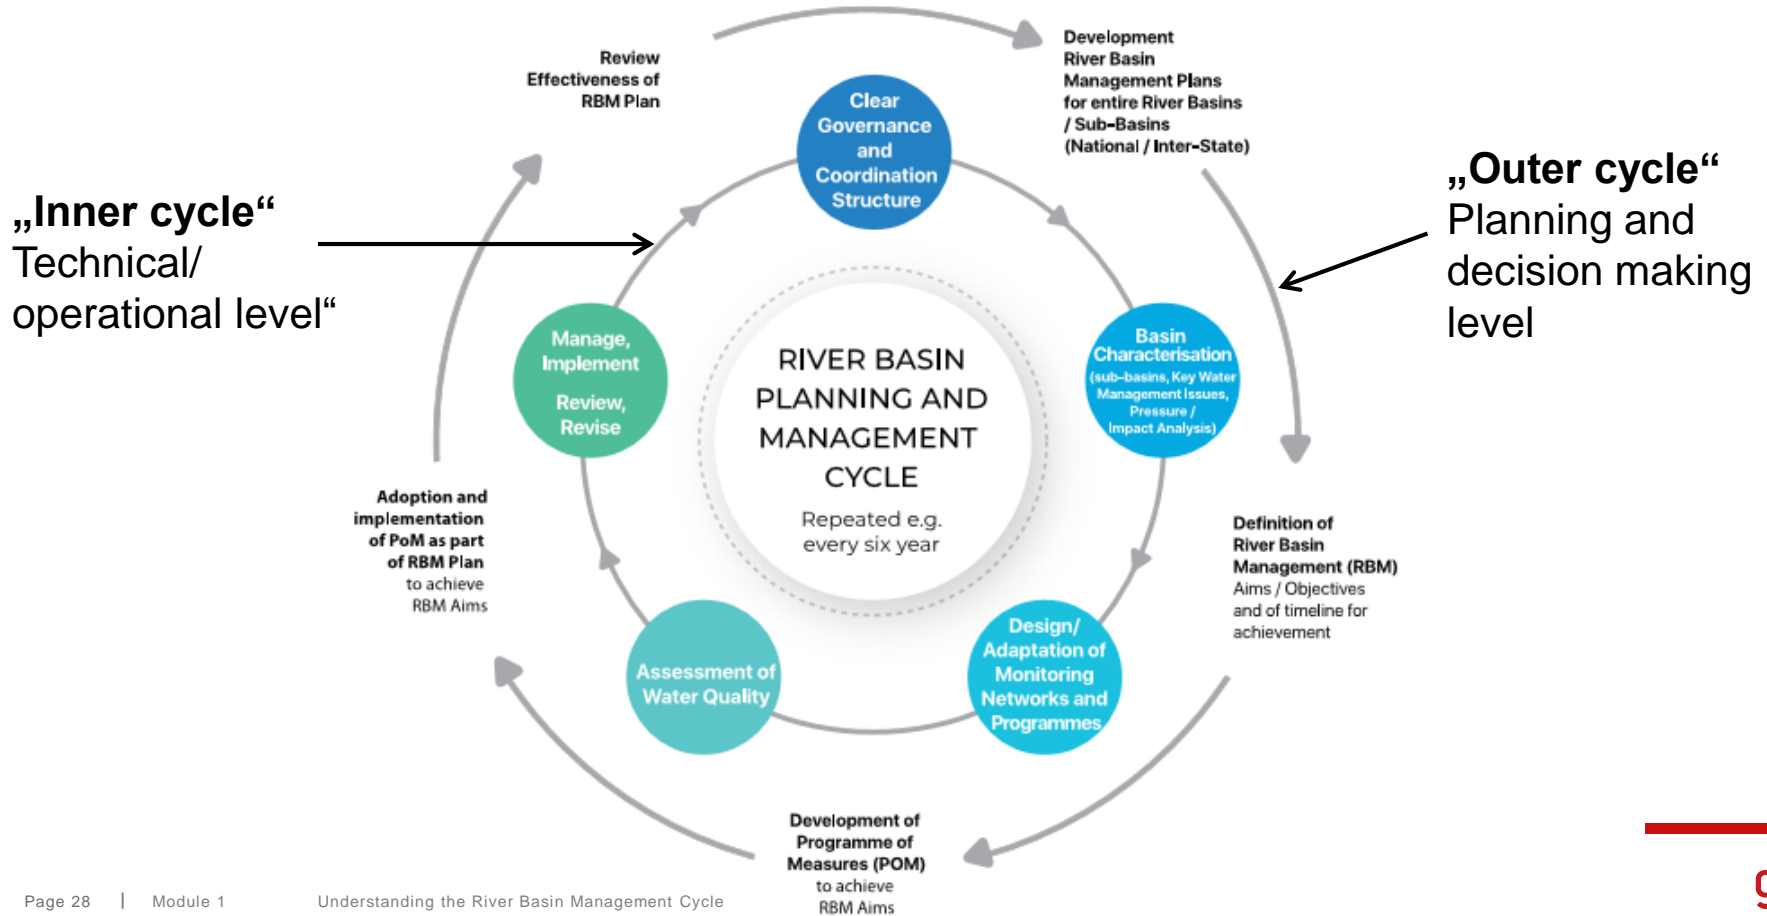 Review
Effectiveness of
RBM Plan
Development
River Basin
Management Plans
for entire River Basins
/ Sub-Basins
(National / Inter-State)
„Inner cycle“
Technical/
operational level“
„Outer cycle“
Planning and
decision making
level
Clear
Governance
and
Coordination
Structure
Basin
Characterisation
(sub-basins, Key Water
Management Issues,
Pressure /
Impact Analysis)
Design/
Adaptation of
Monitoring
Networks and
Programmes
Assessment of
Water Quality
Manage,
Implement
Review,
Revise
RIVER BASIN
PLANNING AND
MANAGEMENT
CYCLE
Repeated e.g.
every six year
Definition of
River Basin
Management (RBM)
Aims / Objectives
and of timeline for
achievement
Development of
Programme of
Measures (POM)
to achieve
RBM Aims
Adoption and
implementation
of PoM as part
of RBM Plan
to achieve
RBM Aims
Page 28 | Module 1 Understanding the River Basin Management Cycle